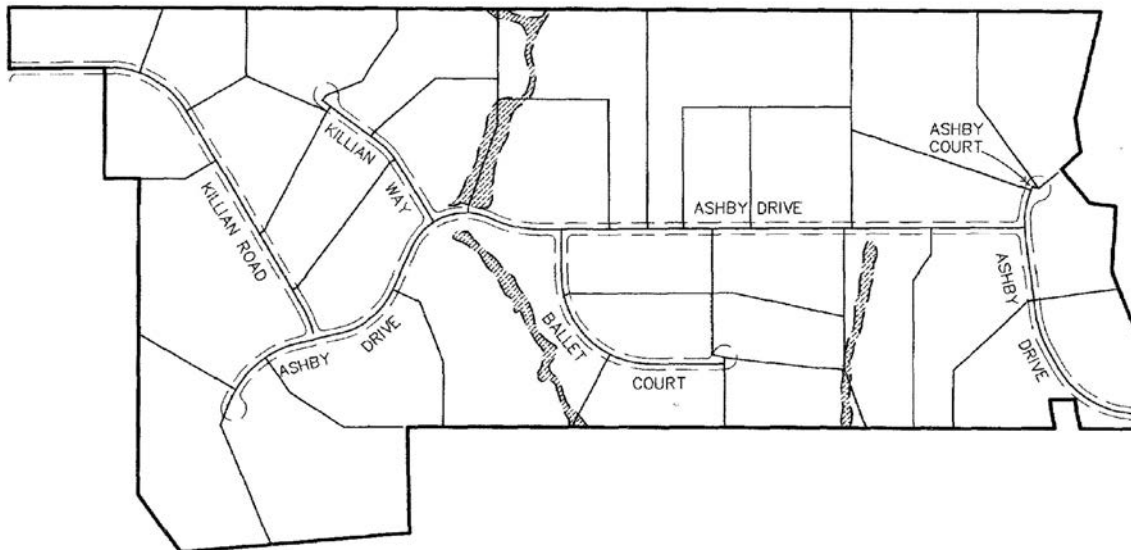 ASHBY
COURT
KILLIAN
WAY
KILLIAN ROAD
ASHBY DRIVE
ASHBY
DRIVE
BALLET
COURT
ASHBY
DRIVE